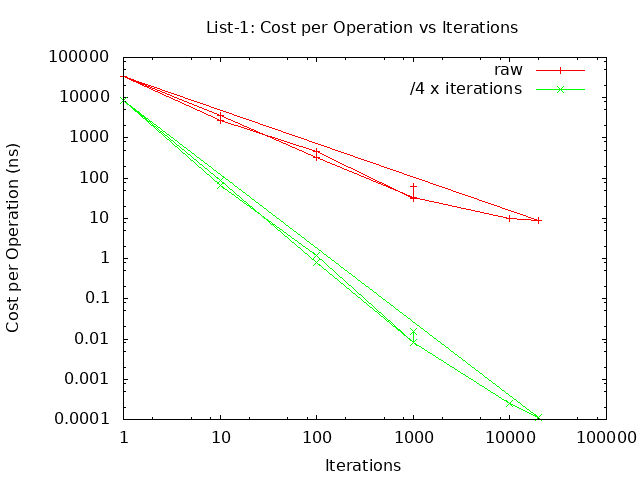 List-1: Cost per Operation vs Iterations
raw
/4 x iterations
100000
10000
1000
100
10
1
0.1
0.01
0.001
0.0001
Cost per Operation (ns)
1 10 100 1000 10000 100000
Iterations